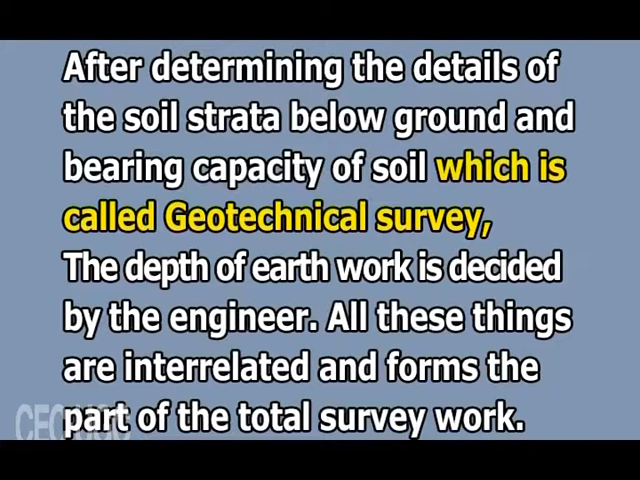 After determining the details of
the soil strata below ground and
bearing capacity of soil which is
called Geotechnical survey,
The depth of earth work is decided
by the engineer. All these things
are interrelated and forms the
part of the total survey work.